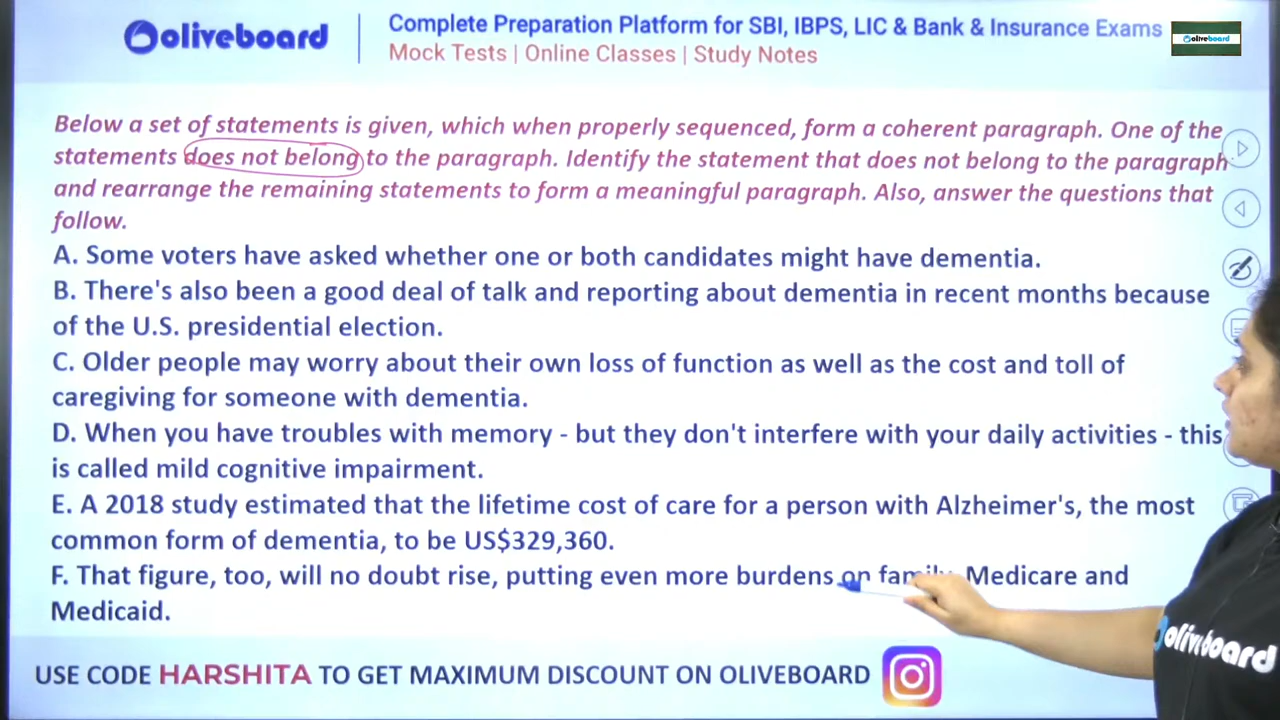 oliveboard
Complete Preparation Platform for SBI, IBPS, LIC & Bank & Insurance Exams
Mock Tests | Online Classes | Study Notes
oliveboard
Below a set of statements is given, which when properly sequenced, form a coherent paragraph. One of the
statements does not belong to the paragraph. Identify the statement that does not belong to the paragraph
and rearrange the remaining statements to form a meaningful paragraph. Also, answer the questions that
follow.
A. Some voters have asked whether one or both candidates might have dementia.
B. There's also been a good deal of talk and reporting about dementia in recent months because
of the U.S. presidential election.
C. Older people may worry about their own loss of function as well as the cost and toll of
caregiving for someone with dementia.
D. When you have troubles with memory - but they don't interfere with your daily activities - this
is called mild cognitive impairment.
E. A 2018 study estimated that the lifetime cost of care for a person with Alzheimer's, the most
common form of dementia, to be US$329,360.
F. That figure, too, will no doubt rise, putting even more burdens on family, Medicare and
Medicaid.
oliveboard
USE CODE HARSHITA TO GET MAXIMUM DISCOUNT ON OLIVEBOARD